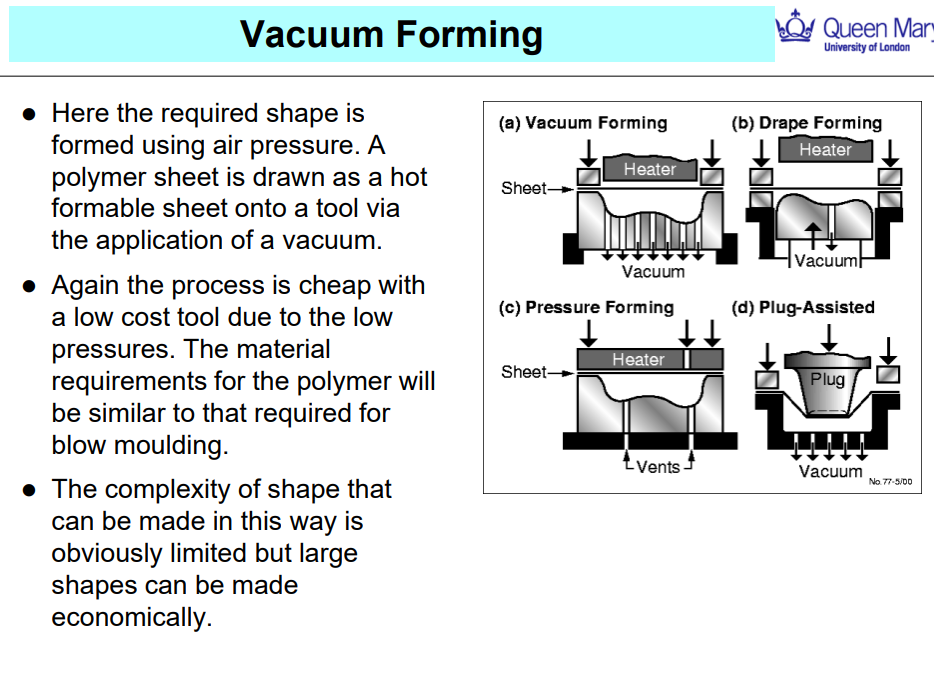 Vacuum Forming
Queen Mary
University of London
● Here the required shape is
formed using air pressure. A
polymer sheet is drawn as a hot
formable sheet onto a tool via
the application of a vacuum.
● Again the process is cheap with
a low cost tool due to the low
pressures. The material
requirements for the polymer will
be similar to that required for
blow moulding.
● The complexity of shape that
can be made in this way is
obviously limited but large
shapes can be made
economically.
(a) Vacuum Forming
Heater
Sheet
Vacuum
(b) Drape Forming
Heater
Vacuum
(c) Pressure Forming
Heater
Sheet
Vents
(d) Plug-Assisted
Plug
Vacuum
No. 77-5/00